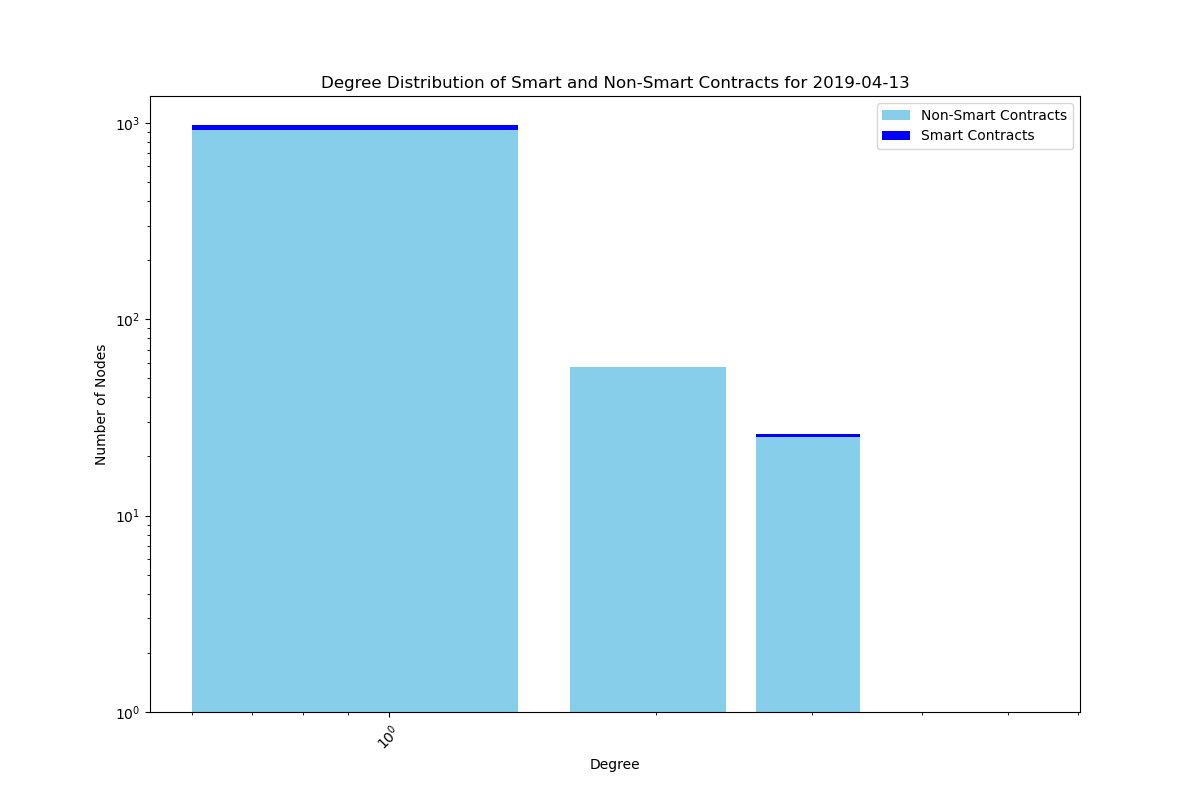 Degree Distribution of Smart and Non-Smart Contracts for 2019-04-13
Non-Smart Contracts
Smart Contracts
Number of Nodes
10³
10²
10¹
10⁰
10⁰
Degree